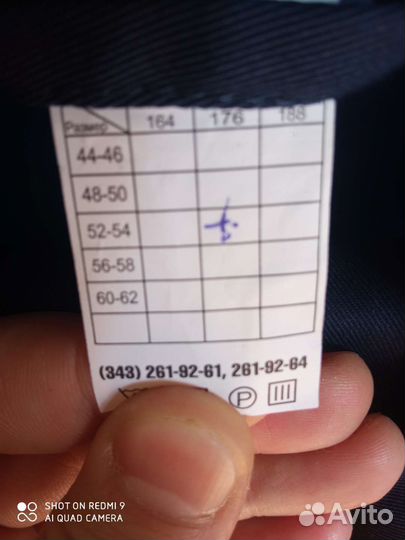 164 176 188
Размер
44-46
48-50
52-54
56-58
60-62
(343) 261-92-61, 261-92-64
P
SHOT ON REDMI 9
AI QUAD CAMERA
Avito